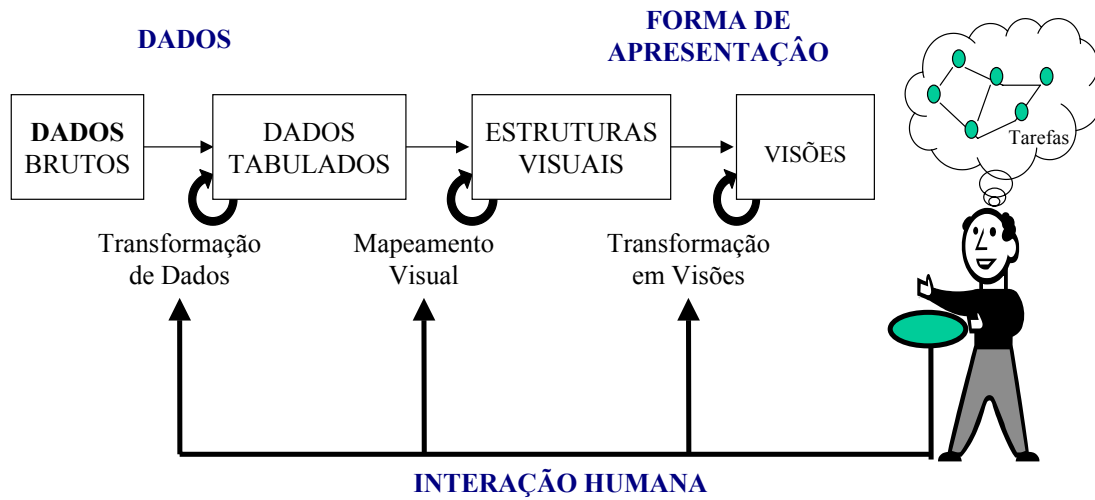 DADOS
FORMA DE
APRESENTAÇÂO
DADOS
BRUTOS
DADOS
TABULADOS
ESTRUTURAS
VISUAIS
VISÕES
Tarefas
Transformação
de Dados
Mapeamento
Visual
Transformação
em Visões
INTERAÇÃO HUMANA